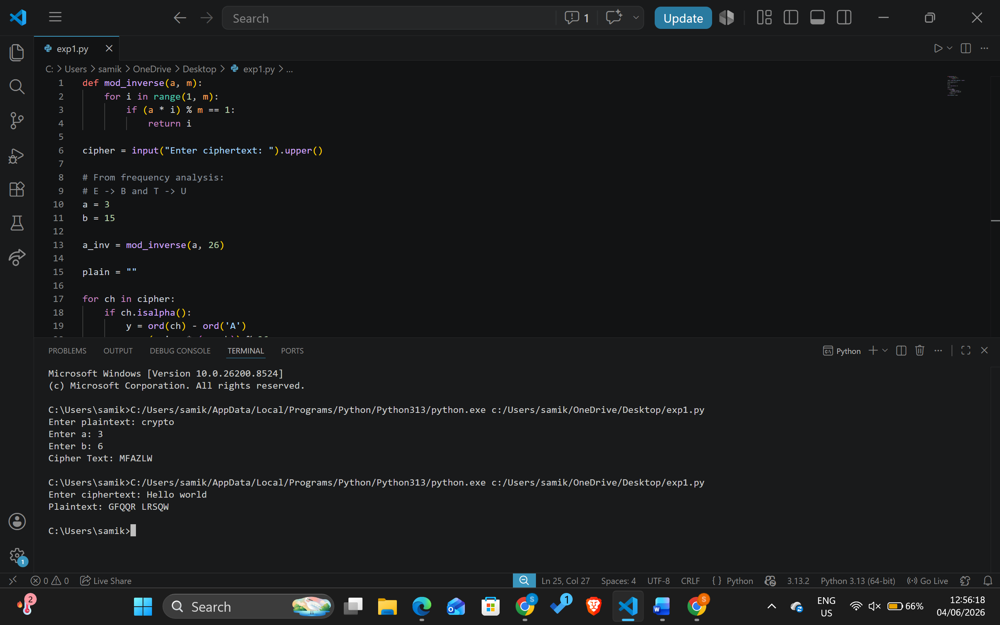 Search
1
Update
exp1.py
C: > Users > samik > OneDrive > Desktop > exp1.py > ...
1 def mod_inverse(a, m):
2 for i in range(1, m):
3 if (a * i) % m == 1:
4 return i
5
6 cipher = input("Enter ciphertext: ").upper()
7
8 # From frequency analysis:
9 # E -> B and T -> U
10 a = 3
11 b = 15
12
13 a_inv = mod_inverse(a, 26)
14
15 plain = ""
16
17 for ch in cipher:
18 if ch.isalpha():
19 y = ord(ch) - ord('A')
PROBLEMS OUTPUT DEBUG CONSOLE TERMINAL PORTS
Python
Microsoft Windows [Version 10.0.26200.8524]
(c) Microsoft Corporation. All rights reserved.
C:\Users\samik>C:/Users/samik/AppData/Local/Programs/Python/Python313/python.exe c:/Users/samik/OneDrive/Desktop/exp1.py
Enter plaintext: crypto
Enter a: 3
Enter b: 6
Cipher Text: MFAZLW
C:\Users\samik>C:/Users/samik/AppData/Local/Programs/Python/Python313/python.exe c:/Users/samik/OneDrive/Desktop/exp1.py
Enter ciphertext: Hello world
Plaintext: GFQQR LRSQW
C:\Users\samik>
1
0 0 Live Share Ln 25, Col 27 Spaces: 4 UTF-8 CRLF { } Python 3.13.2 Python 3.13 (64-bit) Go Live
2
Search
S
1
S
ENG
US
66%
12:56:18
04/06/2026